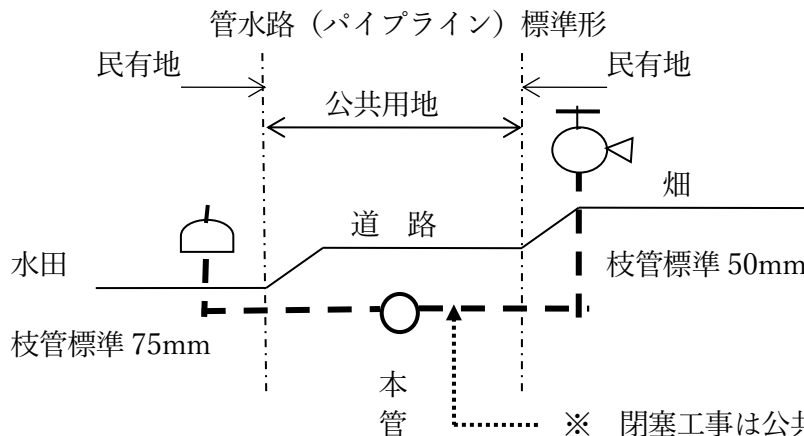 管水路（パイプライン）標準形
民有地
民有地
公共用地
畑
道　路
水田
枝管標準 50mm
枝管標準 75mm
本
管
※　閉塞工事は公共